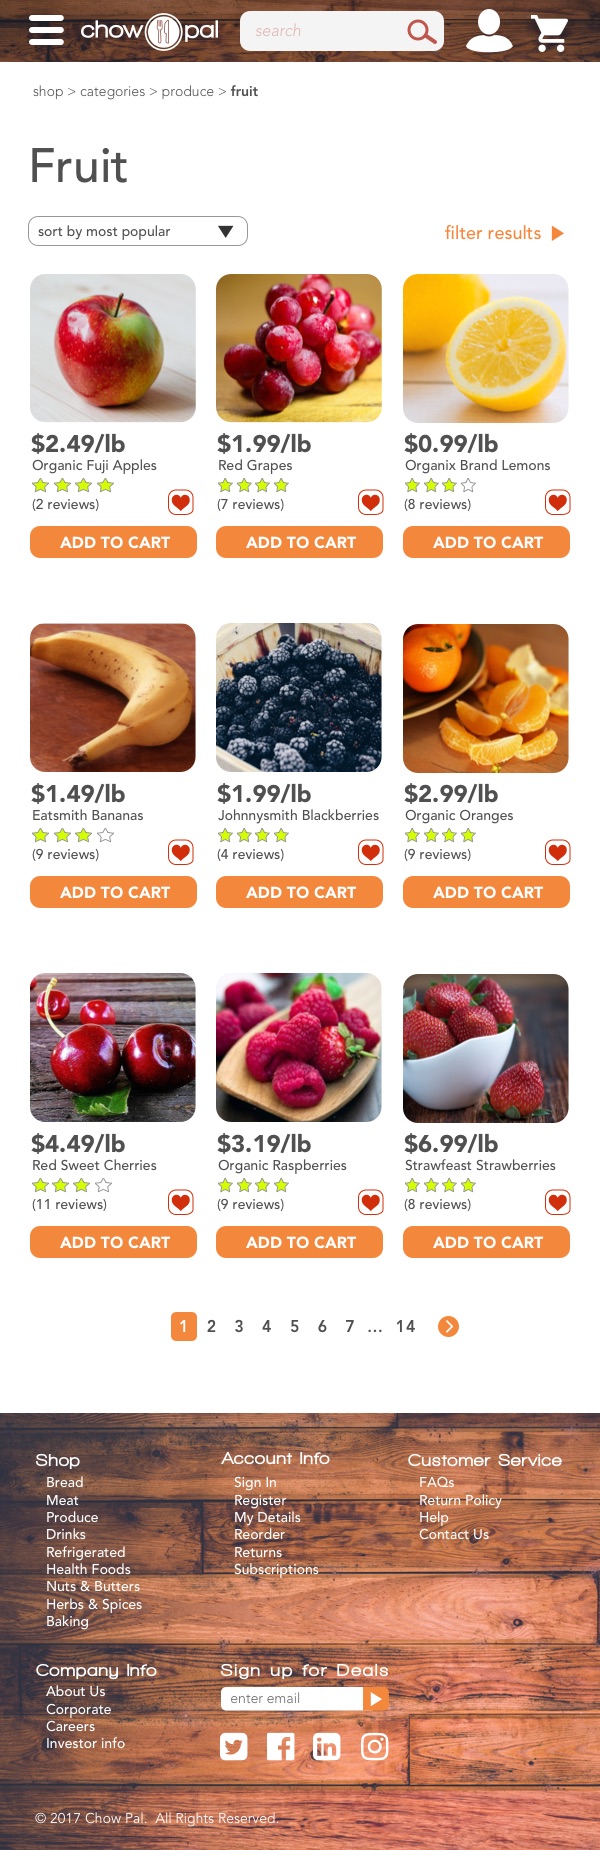 chow pal
search
shop > categories > produce > fruit
Fruit
sort by most popular
filter results
$2.49/lb
Organic Fuji Apples
(2 reviews)
ADD TO CART
$1.99/lb
Red Grapes
(7 reviews)
ADD TO CART
$0.99/lb
Organix Brand Lemons
(8 reviews)
ADD TO CART
$1.49/lb
Eatsmith Bananas
(9 reviews)
ADD TO CART
$1.99/lb
Johnnysmith Blackberries
(4 reviews)
ADD TO CART
$2.99/lb
Organic Oranges
(9 reviews)
ADD TO CART
$4.49/lb
Red Sweet Cherries
(11 reviews)
ADD TO CART
$3.19/lb
Organic Raspberries
(9 reviews)
ADD TO CART
$6.99/lb
Strawfeast Strawberries
(8 reviews)
ADD TO CART
1 2 3 4 5 6 7 ... 14
Shop
Bread
Meat
Produce
Drinks
Refrigerated
Health Foods
Nuts & Butters
Herbs & Spices
Baking
Account Info
Sign In
Register
My Details
Reorder
Returns
Subscriptions
Customer Service
FAQs
Return Policy
Help
Contact Us
Company Info
About Us
Corporate
Careers
Investor info
Sign up for Deals
enter email
© 2017 Chow Pal. All Rights Reserved.